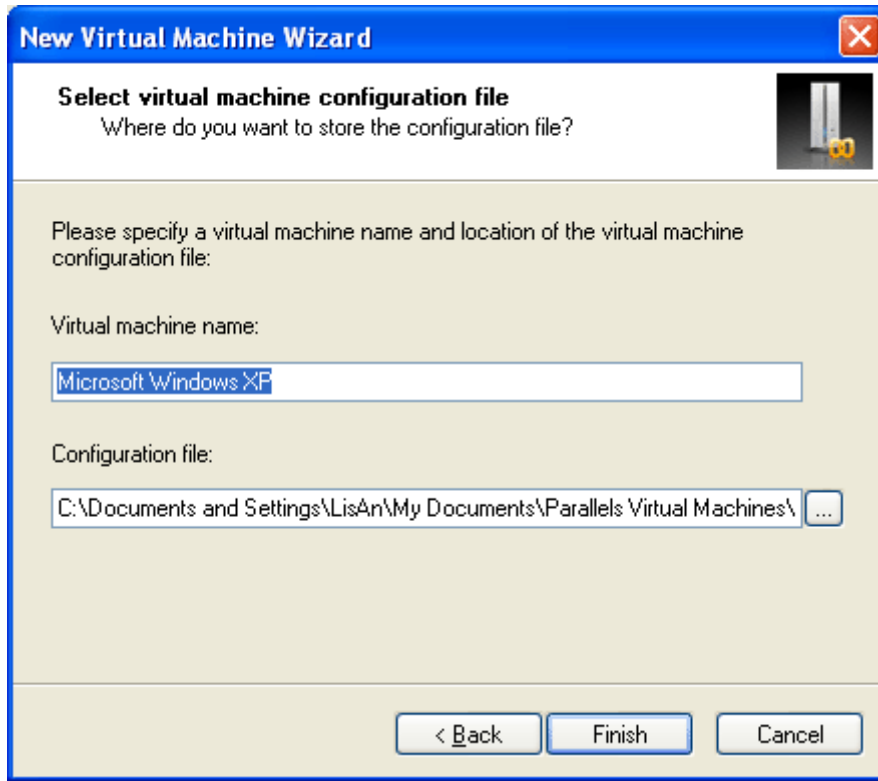 New Virtual Machine Wizard
Select virtual machine configuration file
Where do you want to store the configuration file?
Please specify a virtual machine name and location of the virtual machine
configuration file:
Virtual machine name:
Microsoft Windows XP
Configuration file:
C:\Documents and Settings\LisAn\My Documents\Parallels Virtual Machines\ ...
< Back Finish Cancel